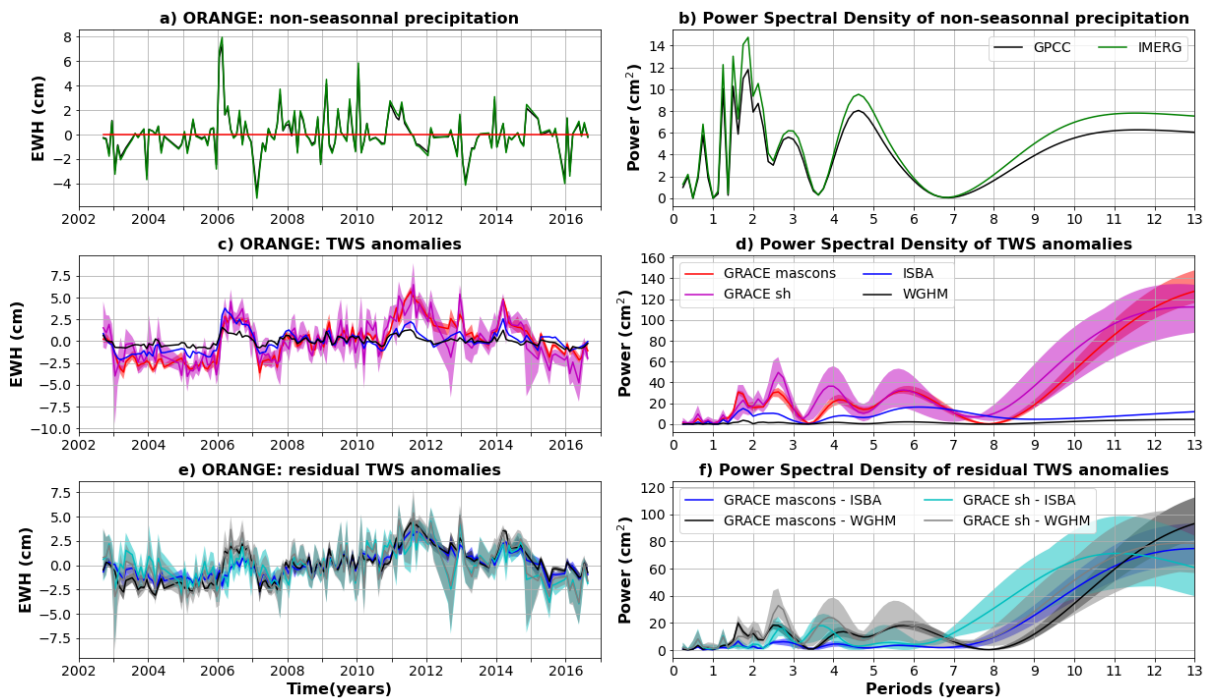 a) ORANGE: non-seasonnal precipitation
EWH (cm)
8
6
4
2
0
−2
−4
2002 2004 2006 2008 2010 2012 2014 2016
b) Power Spectral Density of non-seasonnal precipitation
Power (cm²)
14
12
10
8
6
4
2
0
GPCC IMERG
0 1 2 3 4 5 6 7 8 9 10 11 12 13
c) ORANGE: TWS anomalies
EWH (cm)
7.5
5.0
2.5
0.0
−2.5
−5.0
−7.5
−10.0
2002 2004 2006 2008 2010 2012 2014 2016
d) Power Spectral Density of TWS anomalies
Power (cm²)
160
140
120
100
80
60
40
20
0
GRACE mascons ISBA
GRACE sh WGHM
0 1 2 3 4 5 6 7 8 9 10 11 12 13
e) ORANGE: residual TWS anomalies
EWH (cm)
7.5
5.0
2.5
0.0
−2.5
−5.0
−7.5
2002 2004 2006 2008 2010 2012 2014 2016
Time(years)
f) Power Spectral Density of residual TWS anomalies
Power (cm²)
120
100
80
60
40
20
0
GRACE mascons - ISBA GRACE sh - ISBA
GRACE mascons - WGHM GRACE sh - WGHM
0 1 2 3 4 5 6 7 8 9 10 11 12 13
Periods (years)